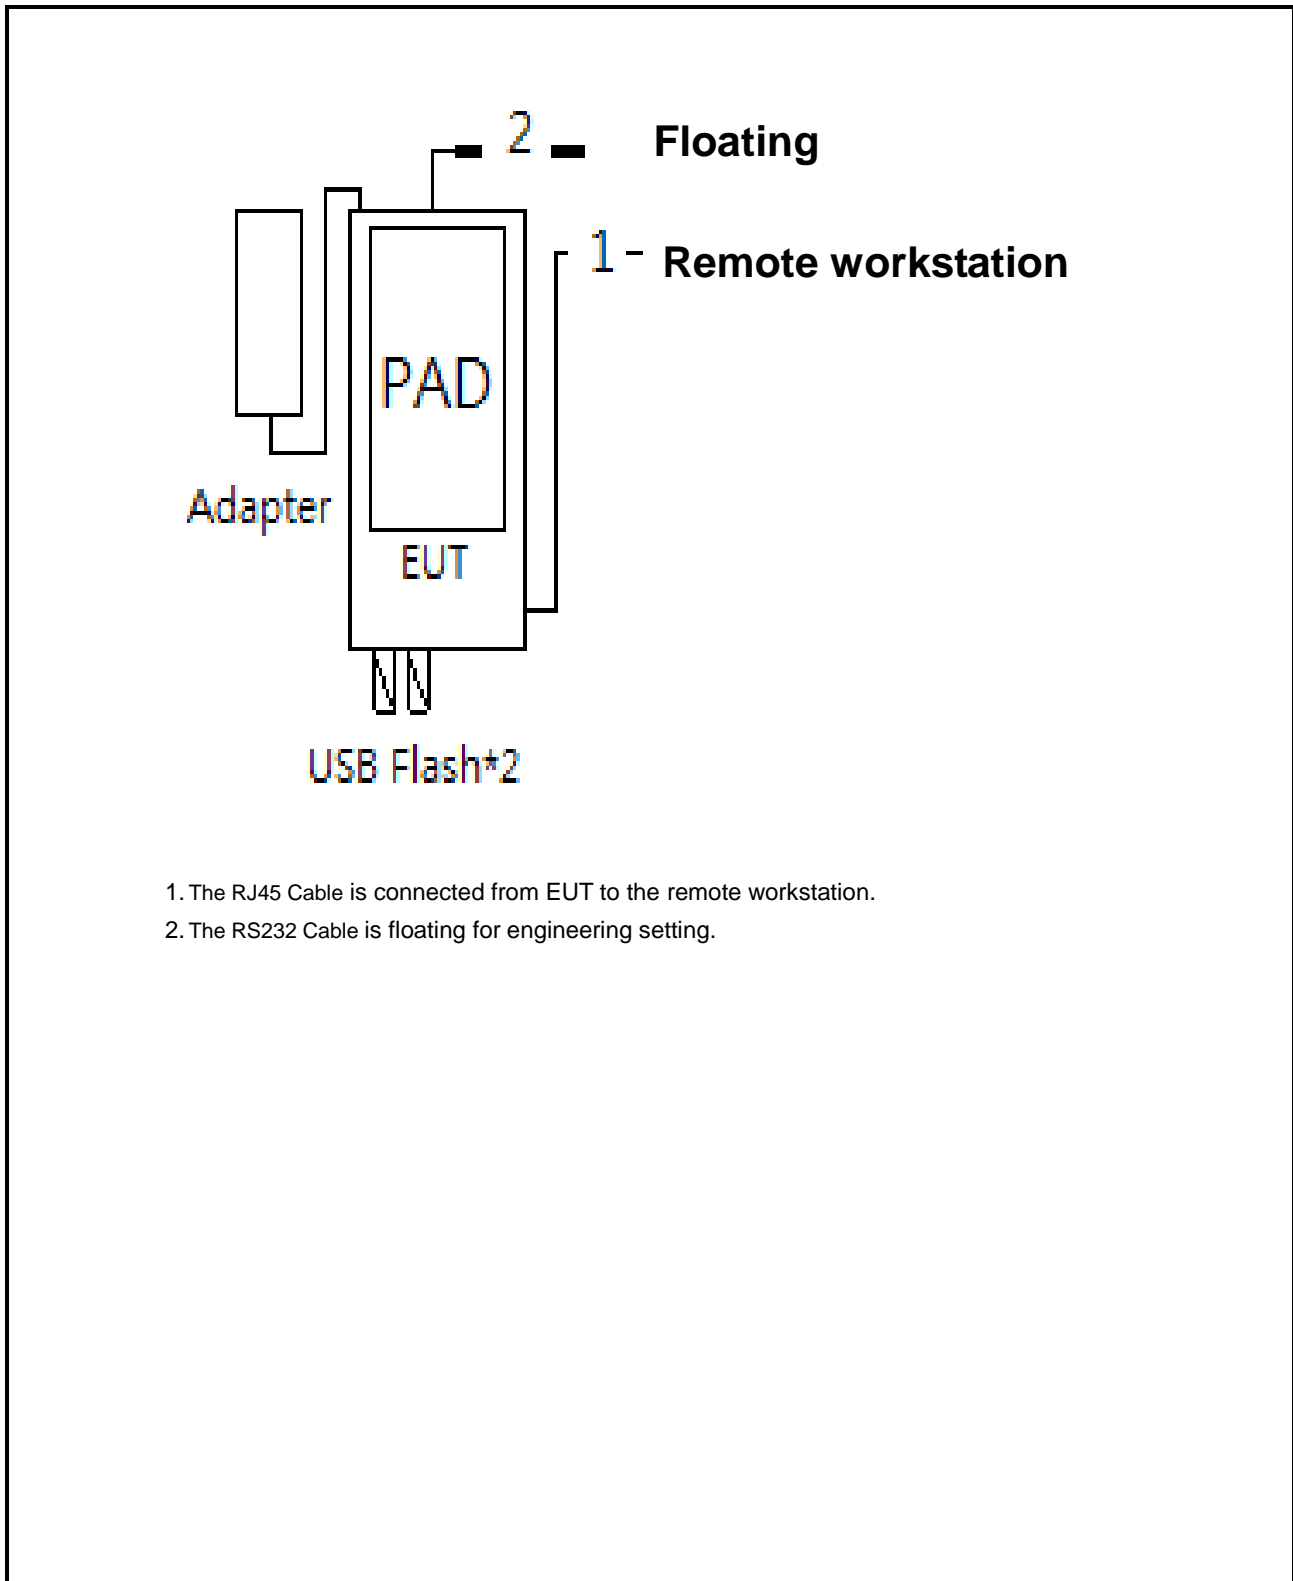 2 Floating
1 Remote workstation
PAD
Adapter
EUT
USB Flash*2
1. The RJ45 Cable is connected from EUT to the remote workstation.
2. The RS232 Cable is floating for engineering setting.